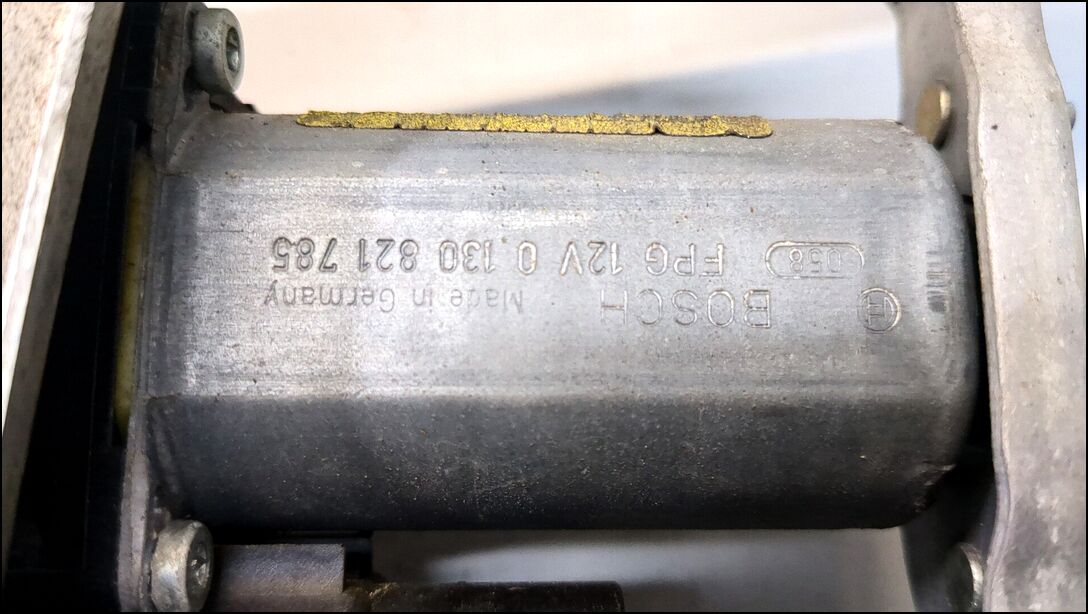 BOSCH Made in Germany
058 FPG 12V 0 130 821 785